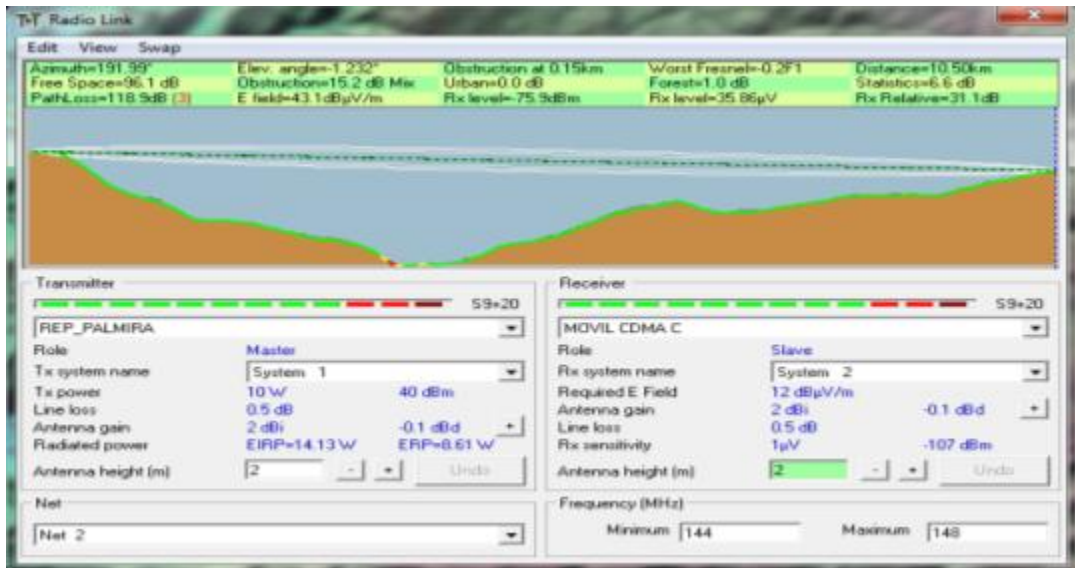 Radio Link
Edit View Swap
Azimuth=191.99° Elev. angle=-1.232° Obstruction at 0.15km Worst Fresnel=-0.2F1 Distance=10.50km
Free Space=96.1 dB Obstruction=15.2 dB Mix Urban=0.0 dB Forest=1.0 dB Statistics=6.6 dB
PathLoss=118.9dB (3) E field=43.1dBµV/m Rx level=-75.9dBm Rx level=35.86µV Rx Relative=31.1dB
Transmitter
S9+20
REP_PALMIRA
Role Master
Tx system name System 1
Tx power 10 W 40 dBm
Line loss 0.5 dB
Antenna gain 2 dBi -0.1 dBd +
Radiated power EIRP=14.13 W ERP=8.61 W
Antenna height (m) 2 - + Undo
Net
Net 2
Receiver
S9+20
MOVIL CDMA C
Role Slave
Rx system name System 2
Required E Field 12 dBµV/m
Antenna gain 2 dBi -0.1 dBd +
Line loss 0.5 dB
Rx sensitivity 1µV -107 dBm
Antenna height (m) 2 - + Undo
Frequency (MHz)
Minimum 144 Maximum 148